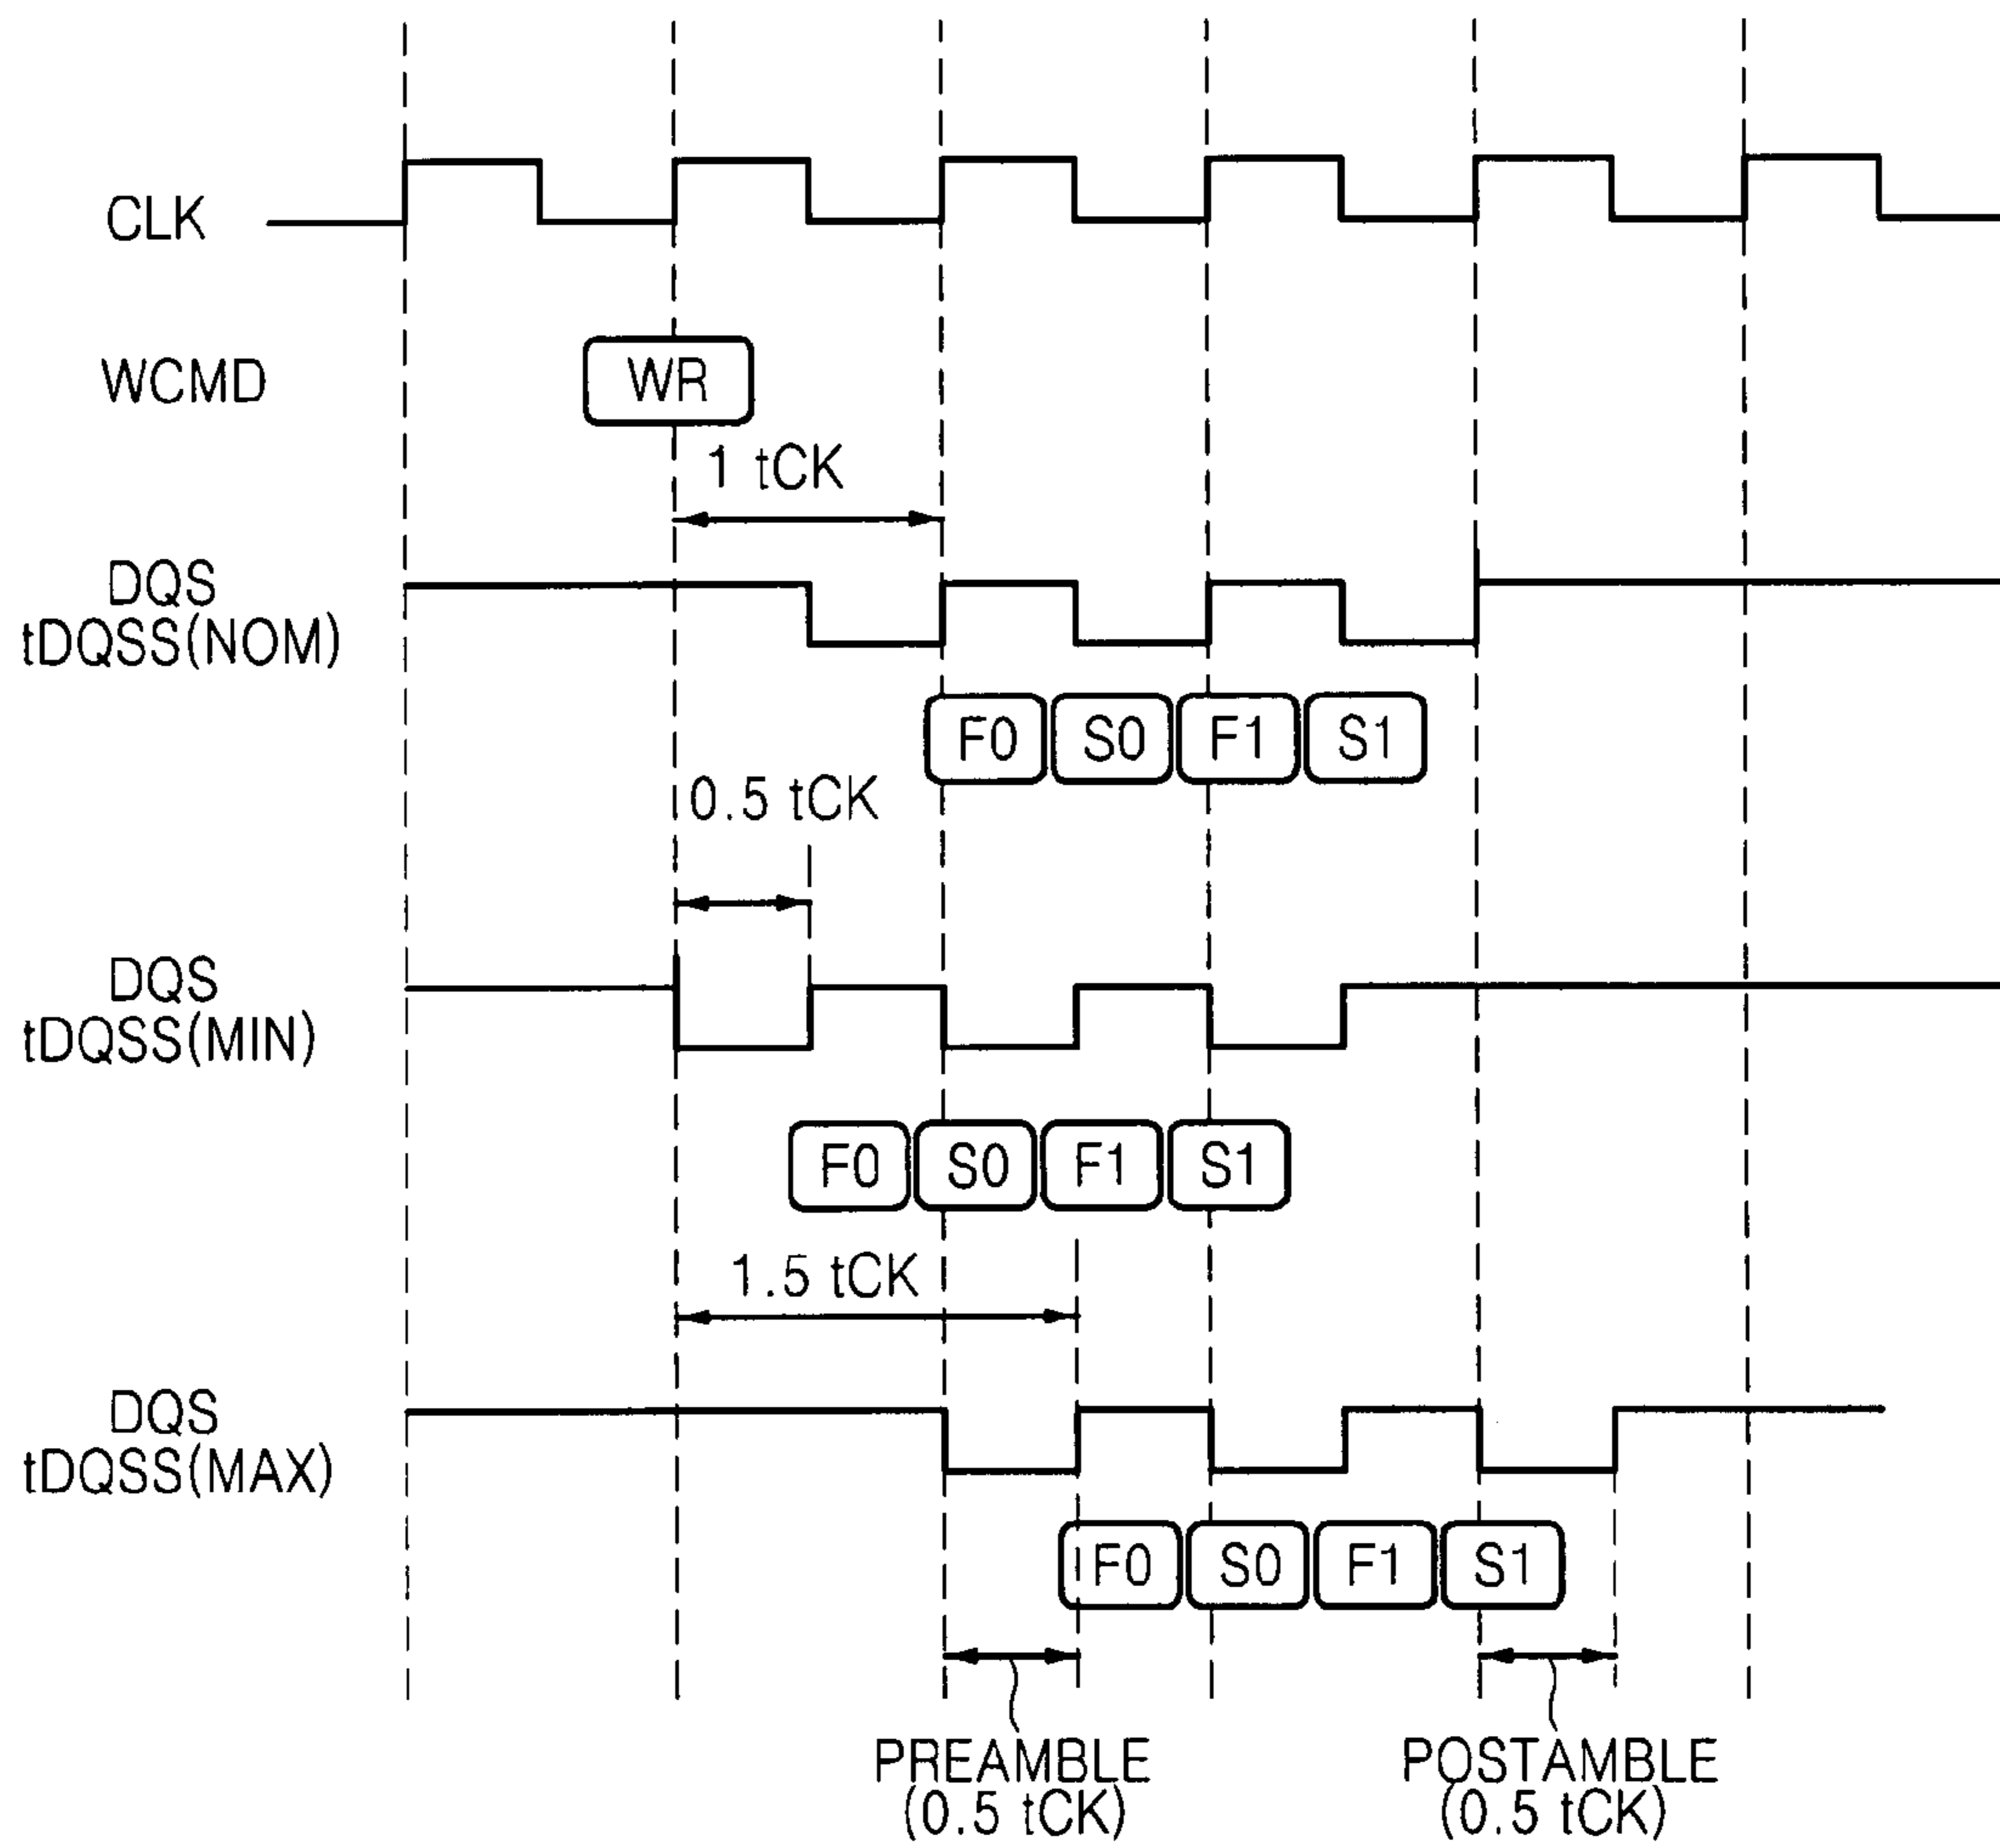 CLK
WCMD
WR
1 tCK
DQS
tDQSS(NOM)
F0 S0 F1 S1
0.5 tCK
DQS
tDQSS(MIN)
F0 S0 F1 S1
1.5 tCK
DQS
tDQSS(MAX)
F0 S0 F1 S1
PREAMBLE
(0.5 tCK)
POSTAMBLE
(0.5 tCK)